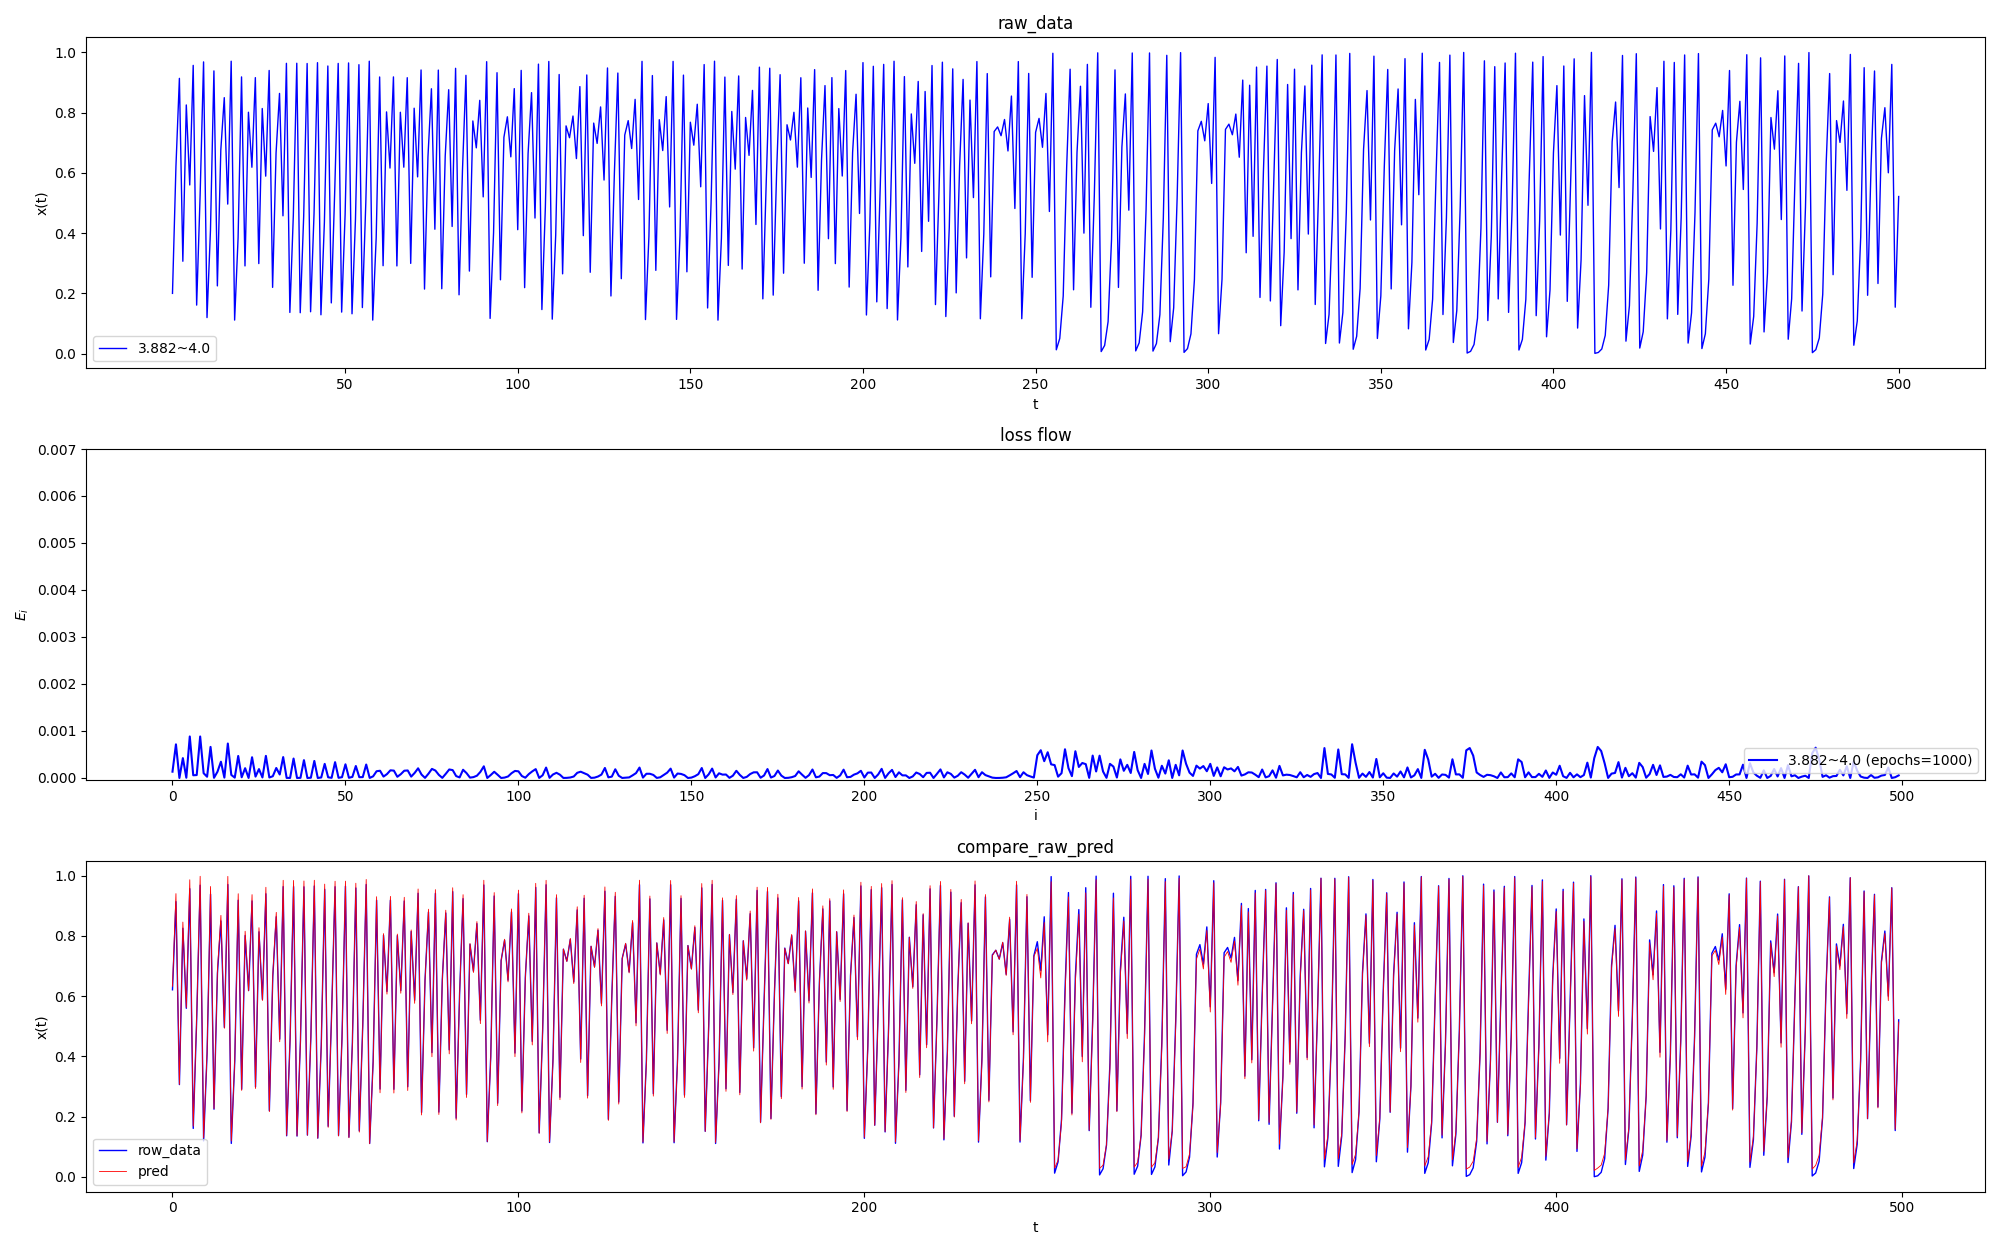 raw_data
1.0
0.8
0.6
0.4
0.2
0.0
x(t)
3.882~4.0
50 100 150 200 250 300 350 400 450 500
t
loss flow
0.007
0.006
0.005
0.004
0.003
0.002
0.001
0.000
E_i
3.882~4.0 (epochs=1000)
0 50 100 150 200 250 300 350 400 450 500
i
compare_raw_pred
1.0
0.8
0.6
0.4
0.2
0.0
x(t)
row_data
pred
0 100 200 300 400 500
t